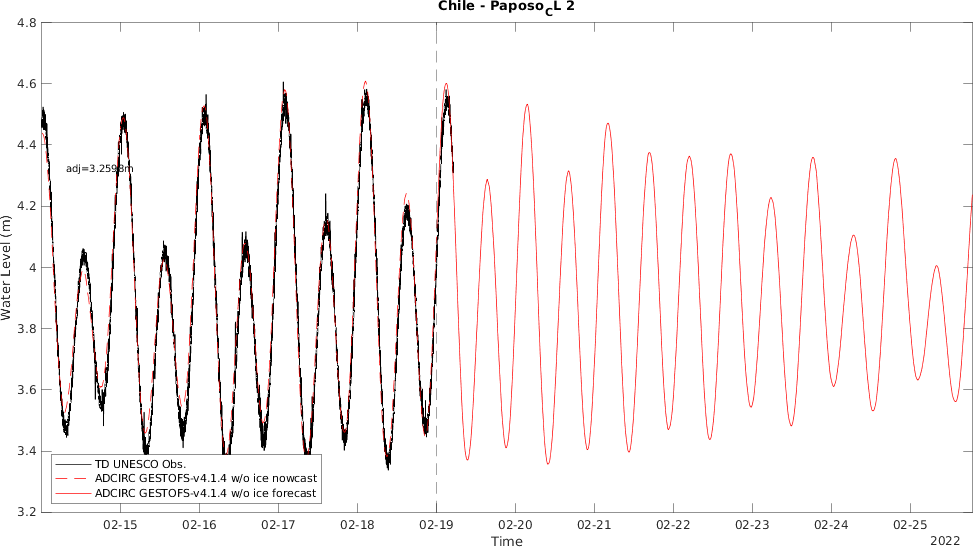 Chile - Paposo_CL 2
4.8
4.6
4.4
4.2
4
3.8
3.6
3.4
3.2
Water Level (m)
adj=3.2598m
TD UNESCO Obs.
ADCIRC GESTOFS-v4.1.4 w/o ice nowcast
ADCIRC GESTOFS-v4.1.4 w/o ice forecast
02-15 02-16 02-17 02-18 02-19 02-20 02-21 02-22 02-23 02-24 02-25
Time
2022